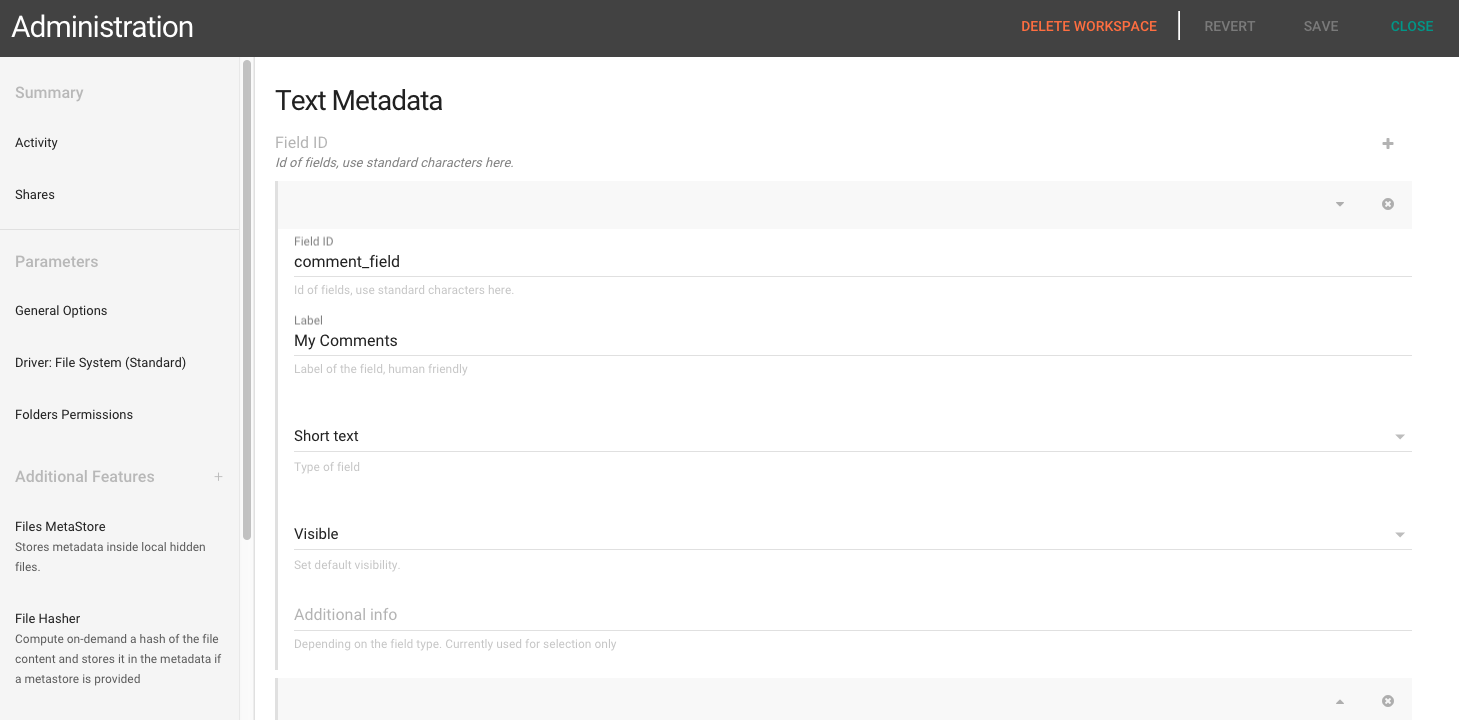 Administration
DELETE WORKSPACE
REVERT
SAVE
CLOSE
Summary
Activity
Shares
Parameters
General Options
Driver: File System (Standard)
Folders Permissions
Additional Features +
Files MetaStore
Stores metadata inside local hidden
files.
File Hasher
Compute on-demand a hash of the file
content and stores it in the metadata if
a metastore is provided
Text Metadata
Field ID
Id of fields, use standard characters here.
Field ID
comment_field
Id of fields, use standard characters here.
Label
My Comments
Label of the field, human friendly
Short text
Type of field
Visible
Set default visibility.
Additional info
Depending on the field type. Currently used for selection only